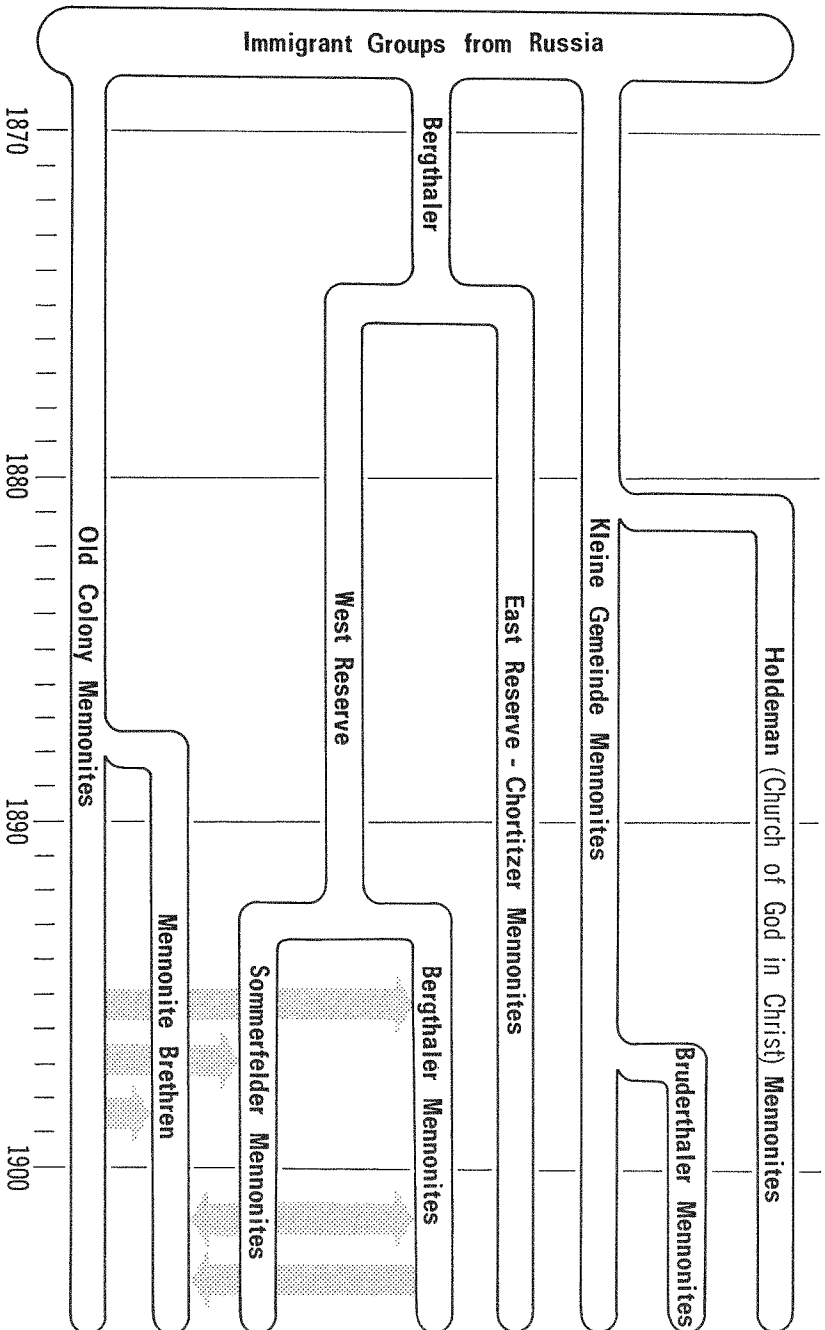 Immigrant Groups from Russia
1870
1880
1890
1900
Bergthaler
Old Colony Mennonites
Mennonite Brethren
West Reserve
Sommerfelder Mennonites
Bergthaler Mennonites
East Reserve - Chortitzer Mennonites
Kleine Gemeinde Mennonites
Bruderthaler Mennonites
Holdeman (Church of God in Christ) Mennonites